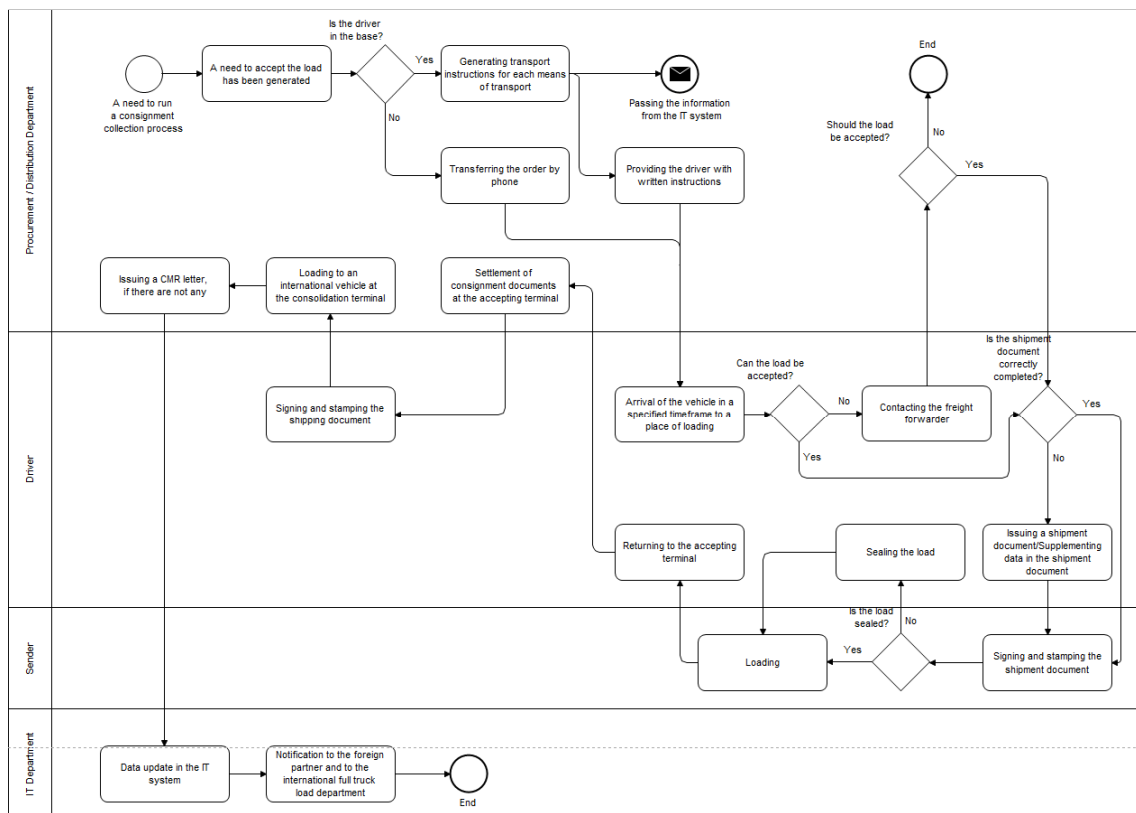 Procurement / Distribution Department
A need to run
a consignment
collection process
A need to accept the load
has been generated
Is the driver
in the base?
Yes
No
Generating transport
instructions for each means
of transport
Passing the information
from the IT system
Transferring the order by
phone
Providing the driver with
written instructions
End
Should the load
be accepted?
No
Yes
Issuing a CMR letter,
if there are not any
Loading to an
international vehicle at
the consolidation terminal
Settlement of
consignment documents
at the accepting terminal
Driver
Signing and stamping the
shipping document
Arrival of the vehicle in a
specified timeframe to a
place of loading
Can the load be
accepted?
No
Yes
Contacting the freight
forwarder
Is the shipment
document
correctly
completed?
Yes
No
Returning to the accepting
terminal
Sealing the load
Issuing a shipment
document/Supplementing
data in the shipment
document
Sender
Is the load
sealed?
No
Yes
Loading
Signing and stamping the
shipment document
IT Department
Data update in the IT
system
Notification to the foreign
partner and to the
international full truck
load department
End